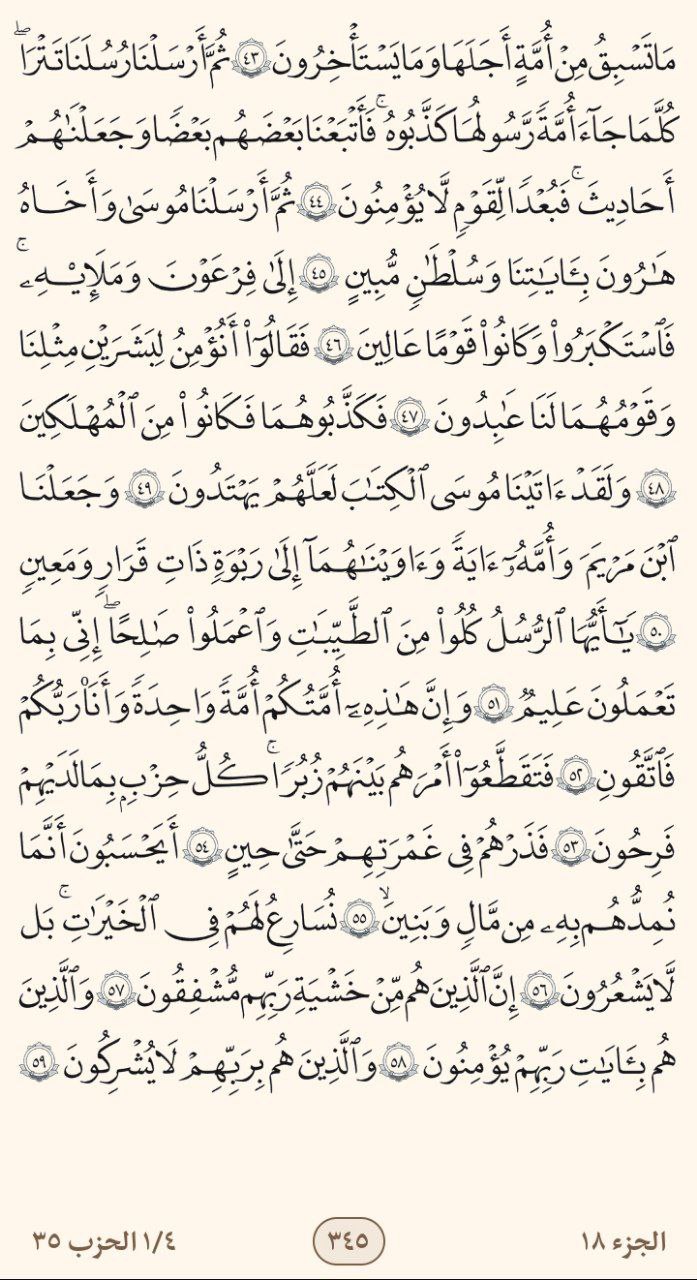 مَا تَسْبِقُ مِنْ أُمَّةٍ أَجَلَهَا وَمَا يَسْتَـْٔخِرُونَ ٤٣ ثُمَّ أَرْسَلْنَا رُسُلَنَا تَتْرَاۖ
كُلَّمَا جَآءَ أُمَّةً رَّسُولُهَا كَذَّبُوهُۚ فَأَتْبَعْنَا بَعْضَهُم بَعْضًا وَجَعَلْنَٰهُمْ
أَحَادِيثَۚ فَبُعْدًا لِّقَوْمٍ لَّا يُؤْمِنُونَ ٤٤ ثُمَّ أَرْسَلْنَا مُوسَىٰ وَأَخَاهُ
هَٰرُونَ بِـَٔايَٰتِنَا وَسُلْطَٰنٍ مُّبِينٍ ٤٥ إِلَىٰ فِرْعَوْنَ وَمَلَإِيْهِۦۚ
فَٱسْتَكْبَرُوا۟ وَكَانُوا۟ قَوْمًا عَالِينَ ٤٦ فَقَالُوٓا۟ أَنُؤْمِنُ لِبَشَرَيْنِ مِثْلِنَا
وَقَوْمُهُمَا لَنَا عَٰبِدُونَ ٤٧ فَكَذَّبُوهُمَا فَكَانُوا۟ مِنَ ٱلْمُهْلَكِينَ
٤٨ وَلَقَدْ ءَاتَيْنَا مُوسَى ٱلْكِتَٰبَ لَعَلَّهُمْ يَهْتَدُونَ ٤٩ وَجَعَلْنَا
ٱبْنَ مَرْيَمَ وَأُمَّهُۥٓ ءَايَةً وَءَاوَيْنَٰهُمَآ إِلَىٰ رَبْوَةٍ ذَاتِ قَرَارٍ وَمَعِينٍ
٥٠ يَٰٓأَيُّهَا ٱلرُّسُلُ كُلُوا۟ مِنَ ٱلطَّيِّبَٰتِ وَٱعْمَلُوا۟ صَٰلِحًاۖ إِنِّى بِمَا
تَعْمَلُونَ عَلِيمٌ ٥١ وَإِنَّ هَٰذِهِۦٓ أُمَّتُكُمْ أُمَّةً وَٰحِدَةً وَأَنَا۠ رَبُّكُمْ
فَٱتَّقُونِ ٥٢ فَتَقَطَّعُوٓا۟ أَمْرَهُم بَيْنَهُمْ زُبُرًاۖ كُلُّ حِزْبٍۭ بِمَا لَدَيْهِمْ
فَرِحُونَ ٥٣ فَذَرْهُمْ فِى غَمْرَتِهِمْ حَتَّىٰ حِينٍ ٥٤ أَيَحْسَبُونَ أَنَّمَا
نُمِدُّهُم بِهِۦ مِن مَّالٍ وَبَنِينَۙ ٥٥ نُسَارِعُ لَهُمْ فِى ٱلْخَيْرَٰتِۚ بَل
لَّا يَشْعُرُونَ ٥٦ إِنَّ ٱلَّذِينَ هُم مِّنْ خَشْيَةِ رَبِّهِم مُّشْفِقُونَ ٥٧ وَٱلَّذِينَ
هُم بِـَٔايَٰتِ رَبِّهِمْ يُؤْمِنُونَ ٥٨ وَٱلَّذِينَ هُم بِرَبِّهِمْ لَا يُشْرِكُونَ ٥٩
الجزء ١٨ ٣٤٥ ١/٤ الحزب ٣٥